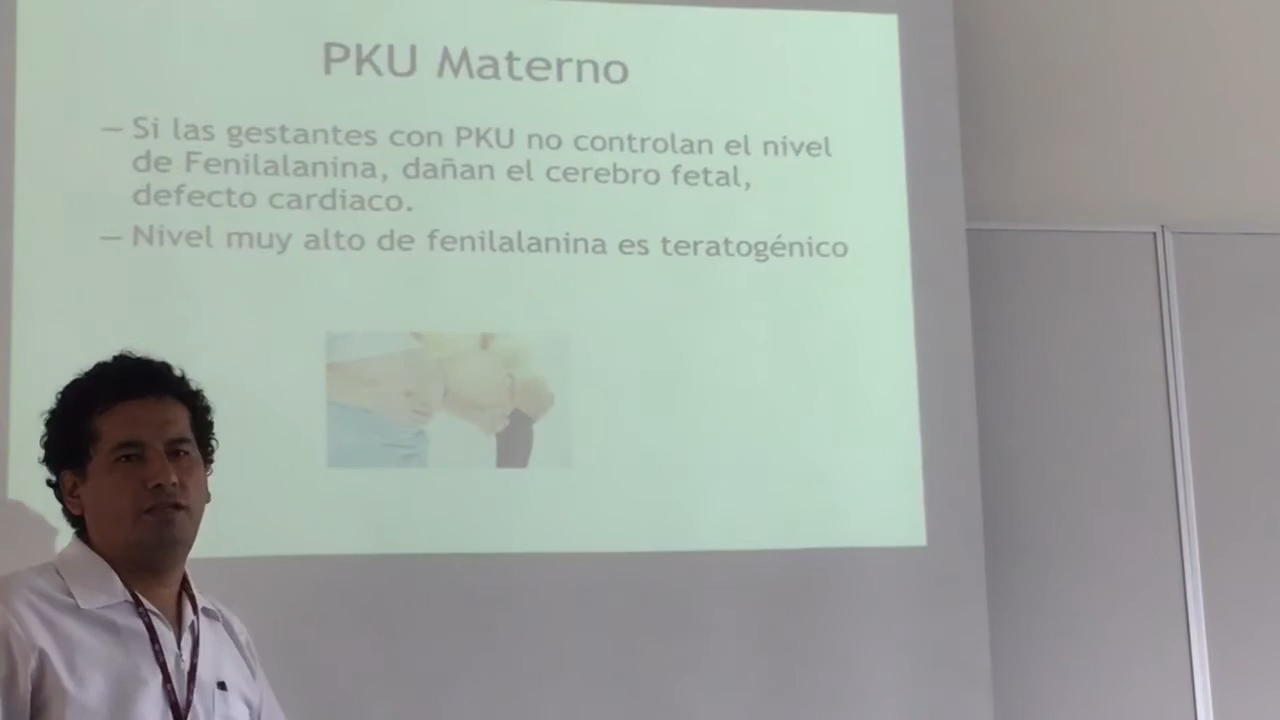 PKU Materno
– Si las gestantes con PKU no controlan el nivel
de Fenilalanina, dañan el cerebro fetal,
defecto cardiaco.
– Nivel muy alto de fenilalanina es teratogénico